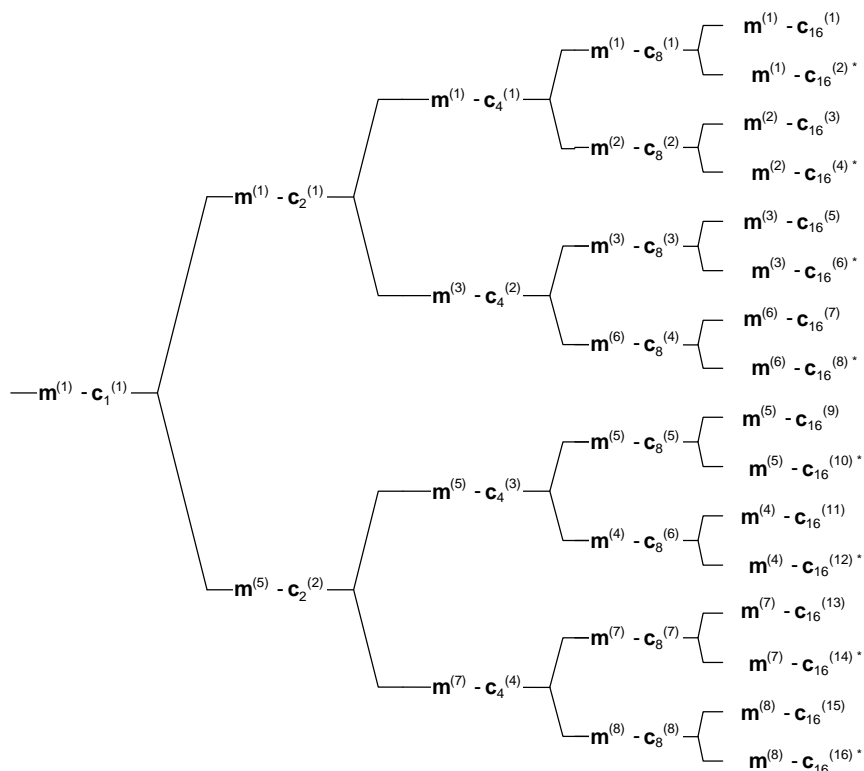 m(1) - c16(1)
m(1) - c8(1)
m(1) - c16(2) *
m(1) - c4(1)
m(2) - c16(3)
m(2) - c8(2)
m(2) - c16(4) *
m(1) - c2(1)
m(3) - c16(5)
m(3) - c8(3)
m(3) - c16(6) *
m(3) - c4(2)
m(6) - c16(7)
m(6) - c8(4)
m(6) - c16(8) *
m(1) - c1(1)
m(5) - c16(9)
m(5) - c8(5)
m(5) - c16(10) *
m(5) - c4(3)
m(4) - c16(11)
m(4) - c8(6)
m(4) - c16(12) *
m(5) - c2(2)
m(7) - c16(13)
m(7) - c8(7)
m(7) - c16(14) *
m(7) - c4(4)
m(8) - c16(15)
m(8) - c8(8)
m(8) - c16(16) *